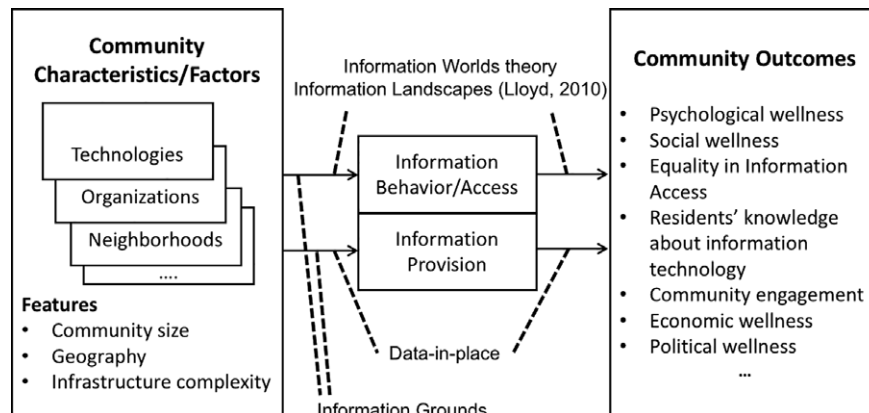 Community
Characteristics/Factors
Technologies
Organizations
Neighborhoods
....
Features
• Community size
• Geography
• Infrastructure complexity
Information Worlds theory
Information Landscapes (Lloyd, 2010)
Information
Behavior/Access
Information
Provision
Data-in-place
Information Grounds
Community Outcomes
• Psychological wellness
• Social wellness
• Equality in Information
Access
• Residents’ knowledge
about information
technology
• Community engagement
• Economic wellness
• Political wellness
...